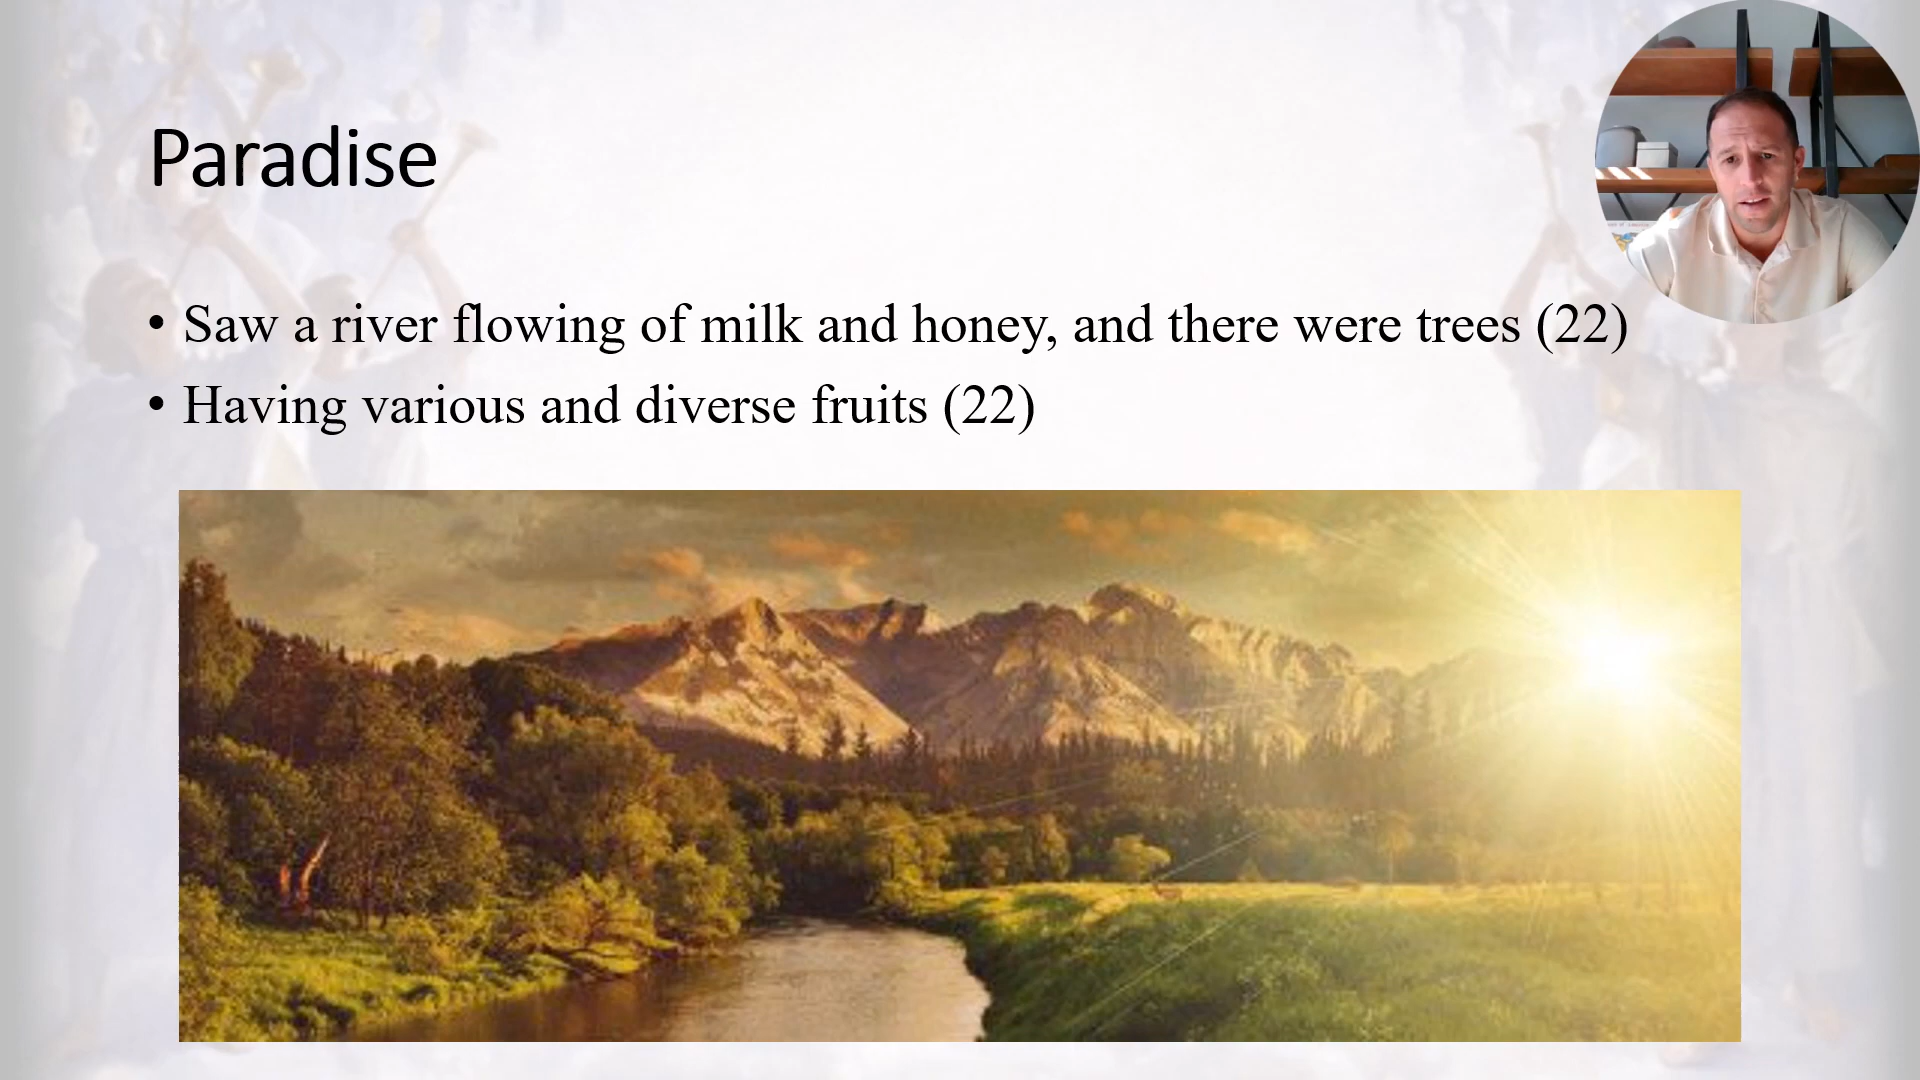 Paradise
• Saw a river flowing of milk and honey, and there were trees (22)
• Having various and diverse fruits (22)